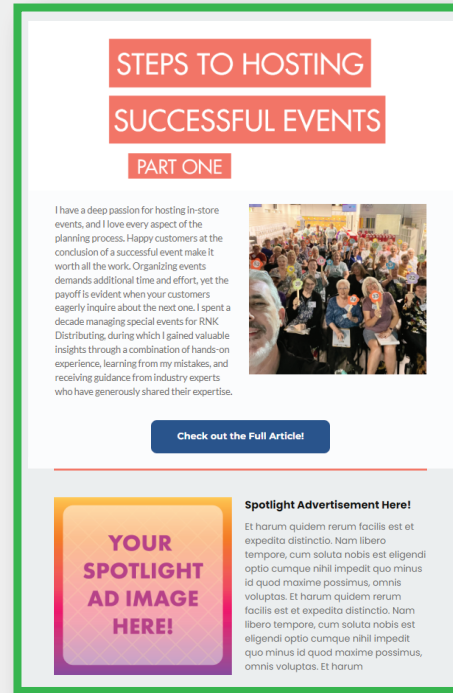 STEPS TO HOSTING
SUCCESSFUL EVENTS
PART ONE
I have a deep passion for hosting in-store
events, and I love every aspect of the
planning process. Happy customers at the
conclusion of a successful event make it
worth all the work. Organizing events
demands additional time and effort, yet the
payoff is evident when your customers
eagerly inquire about the next one. I spent a
decade managing special events for RNK
Distributing, during which I gained valuable
insights through a combination of hands-on
experience, learning from my mistakes, and
receiving guidance from industry experts
who have generously shared their expertise.
Check out the Full Article!
YOUR
SPOTLIGHT
AD IMAGE
HERE!
Spotlight Advertisement Here!
Et harum quidem rerum facilis est et
expedita distinctio. Nam libero
tempore, cum soluta nobis est eligendi
optio cumque nihil impedit quo minus
id quod maxime possimus, omnis
voluptas. Et harum quidem rerum
facilis est et expedita distinctio. Nam
libero tempore, cum soluta nobis est
eligendi optio cumque nihil impedit
quo minus id quod maxime possimus,
omnis voluptas. Et harum